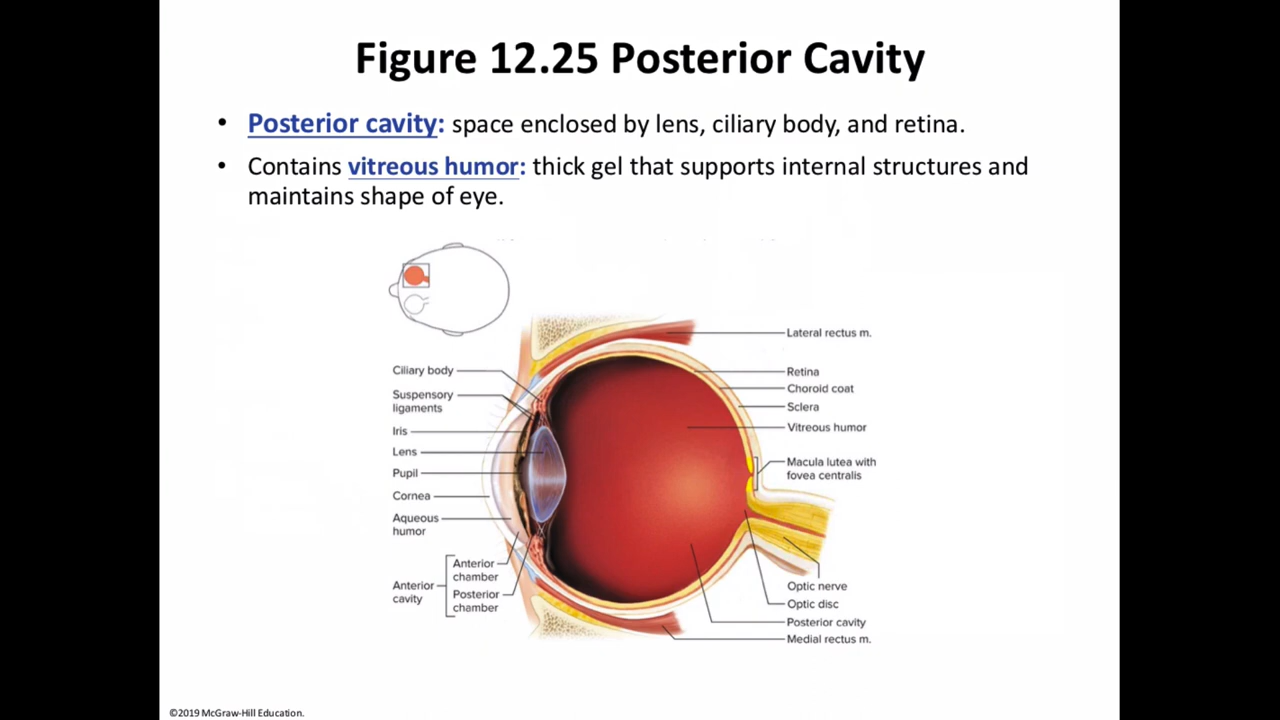 Figure 12.25 Posterior Cavity
• Posterior cavity: space enclosed by lens, ciliary body, and retina.
• Contains vitreous humor: thick gel that supports internal structures and
maintains shape of eye.
Ciliary body
Suspensory
ligaments
Iris
Lens
Pupil
Cornea
Aqueous
humor
Anterior
cavity
Anterior
chamber
Posterior
chamber
Lateral rectus m.
Retina
Choroid coat
Sclera
Vitreous humor
Macula lutea with
fovea centralis
Optic nerve
Optic disc
Posterior cavity
Medial rectus m.
©2019 McGraw-Hill Education.